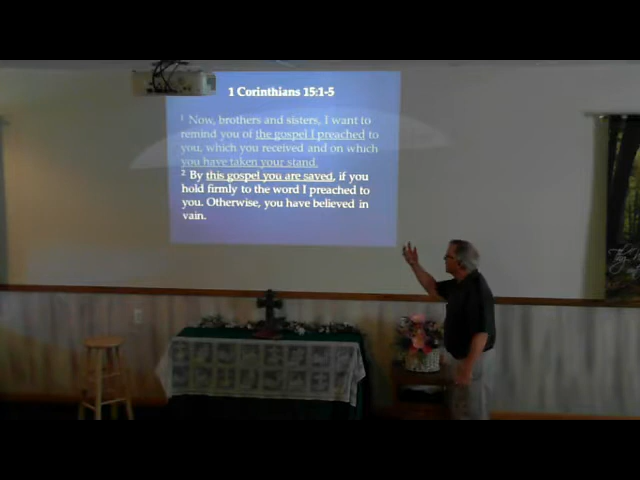 1 Corinthians 15:1-5
1 Now, brothers and sisters, I want to
remind you of the gospel I preached to
you, which you received and on which
you have taken your stand.
2 By this gospel you are saved, if you
hold firmly to the word I preached to
you. Otherwise, you have believed in
vain.
Thy